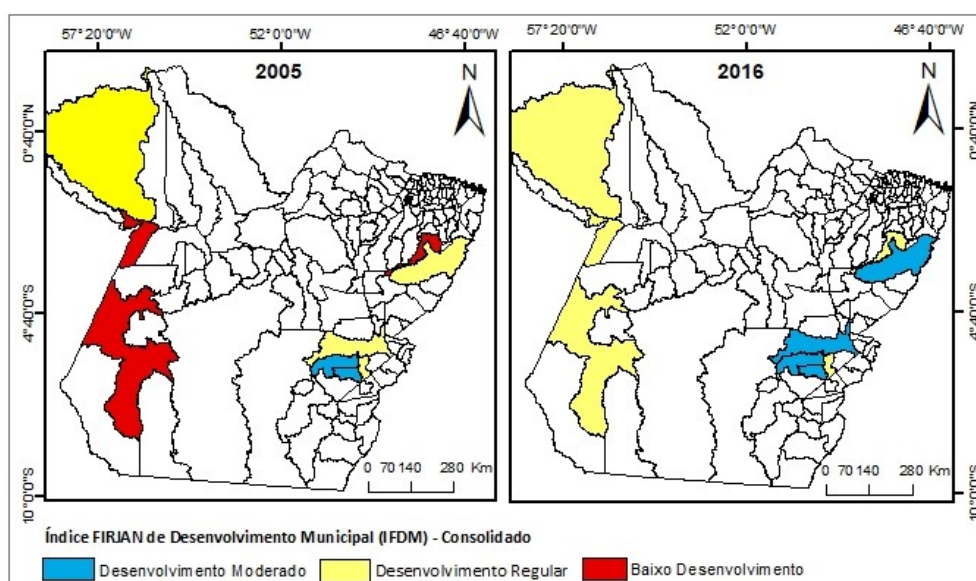 57°20'0"W 52°0'0"W 46°40'0"W 57°20'0"W 52°0'0"W 46°40'0"W
2005 N 2016 N
0°40'0"N 0°40'0"N
4°40'0"S 4°40'0"S
0 70 140 280 Km 0 70 140 280 Km
10°0'0"S 10°0'0"S
Índice FIRJAN de Desenvolvimento Municipal (IFDM) - Consolidado
Desenvolvimento Moderado Desenvolvimento Regular Baixo Desenvolvimento